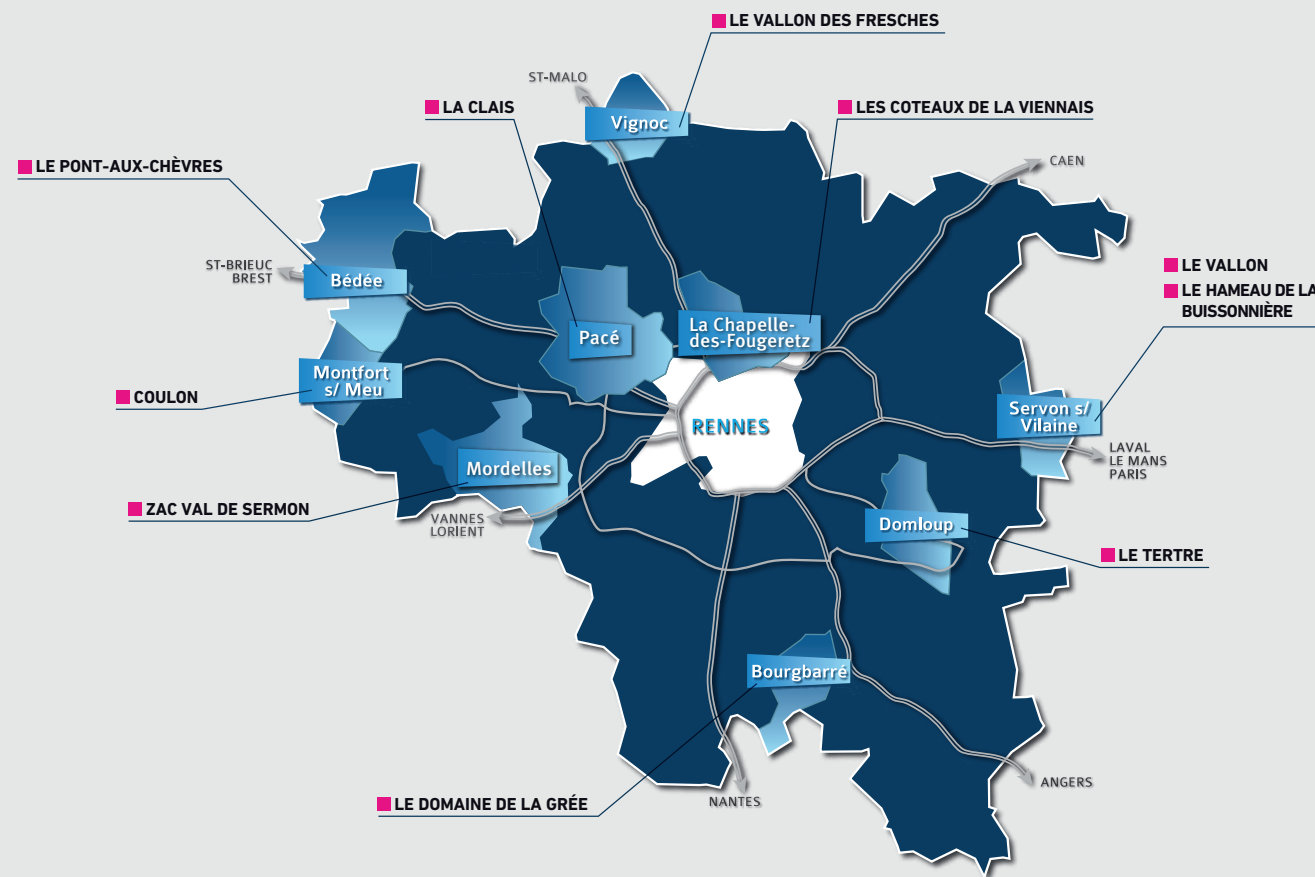 LE VALLON DES FRESCHES
ST-MALO
LA CLAIS
Vignoc
LES COTEAUX DE LA VIENNAIS
LE PONT-AUX-CHÈVRES
CAEN
ST-BRIEUC
BREST
Bédée
LE VALLON
LE HAMEAU DE LA
BUISSONNIÈRE
Pacé
La Chapelle-
des-Fougeretz
Montfort
s/ Meu
COULON
RENNES
Servon s/
Vilaine
LAVAL
LE MANS
PARIS
Mordelles
ZAC VAL DE SERMON
VANNES
LORIENT
Domloup
LE TERTRE
Bourgbarré
ANGERS
NANTES
LE DOMAINE DE LA GRÉE